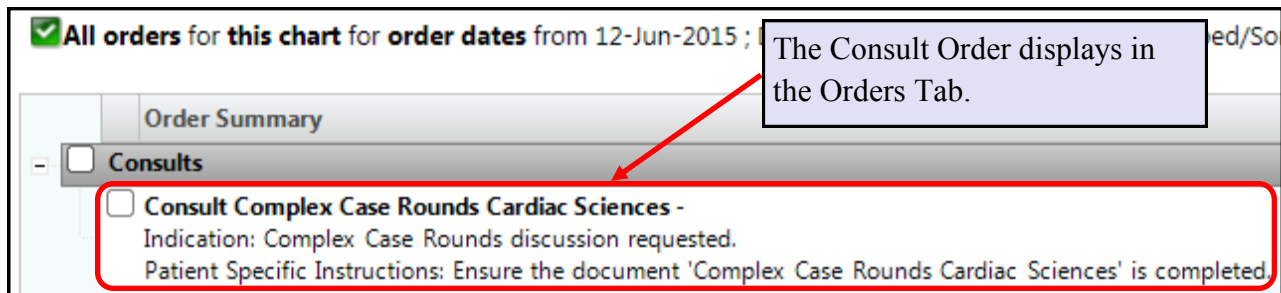 All orders for this chart for order dates from 12-Jun-2015 ;
The Consult Order displays in
the Orders Tab.
Order Summary
Consults
Consult Complex Case Rounds Cardiac Sciences -
Indication: Complex Case Rounds discussion requested.
Patient Specific Instructions: Ensure the document 'Complex Case Rounds Cardiac Sciences' is completed.